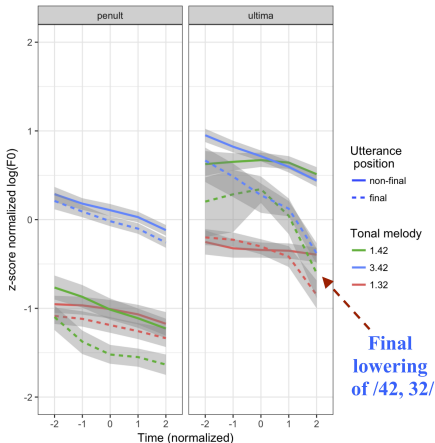 penult
ultima
2
1
0
-1
-2
z-score normalized log(F0)
-2 -1 0 1 2
-2 -1 0 1 2
Time (normalized)
Utterance
position
non-final
final
Tonal melody
1.42
3.42
1.32
Final
lowering
of /42, 32/